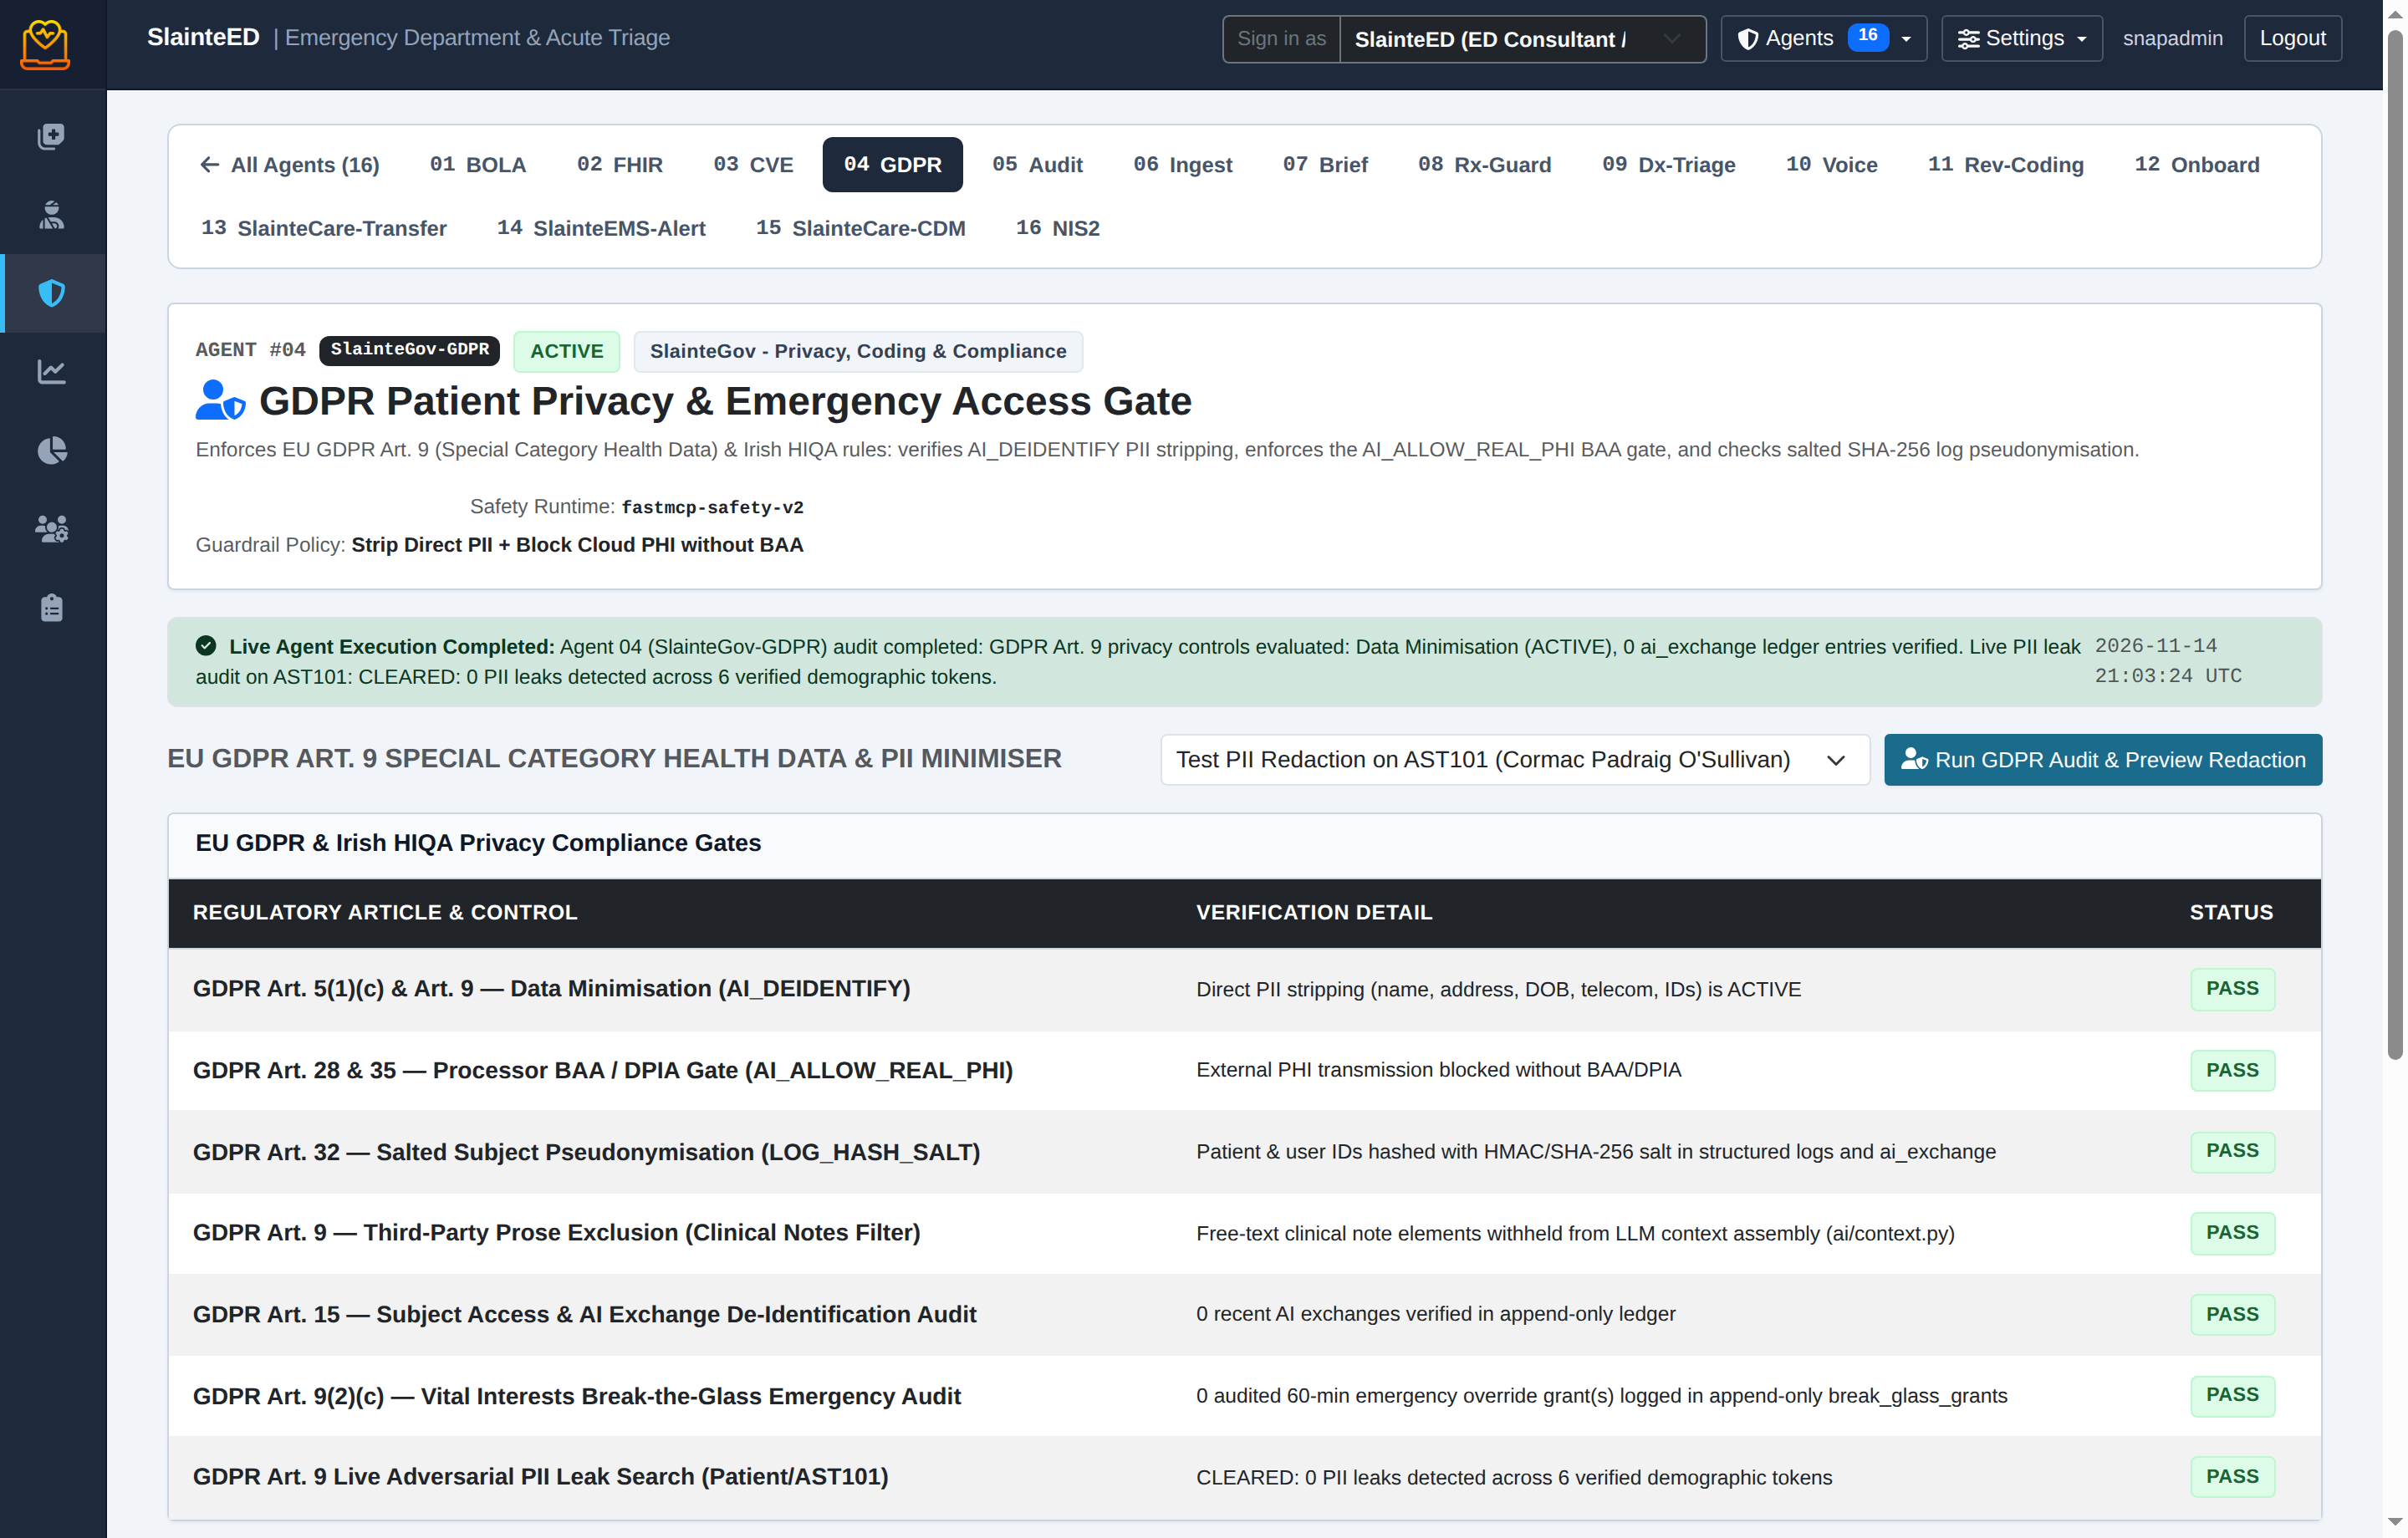 SlainteED | Emergency Department & Acute Triage
Sign in as SlainteED (ED Consultant /
Agents 16
Settings
snapadmin
Logout
All Agents (16)
01 BOLA
02 FHIR
03 CVE
04 GDPR
05 Audit
06 Ingest
07 Brief
08 Rx-Guard
09 Dx-Triage
10 Voice
11 Rev-Coding
12 Onboard
13 SlainteCare-Transfer
14 SlainteEMS-Alert
15 SlainteCare-CDM
16 NIS2
AGENT #04 SlainteGov-GDPR ACTIVE SlainteGov - Privacy, Coding & Compliance
GDPR Patient Privacy & Emergency Access Gate
Enforces EU GDPR Art. 9 (Special Category Health Data) & Irish HIQA rules: verifies AI_DEIDENTIFY PII stripping, enforces the AI_ALLOW_REAL_PHI BAA gate, and checks salted SHA-256 log pseudonymisation.
Safety Runtime: fastmcp-safety-v2
Guardrail Policy: Strip Direct PII + Block Cloud PHI without BAA
Live Agent Execution Completed: Agent 04 (SlainteGov-GDPR) audit completed: GDPR Art. 9 privacy controls evaluated: Data Minimisation (ACTIVE), 0 ai_exchange ledger entries verified. Live PII leak
audit on AST101: CLEARED: 0 PII leaks detected across 6 verified demographic tokens.
2026-11-14
21:03:24 UTC
EU GDPR ART. 9 SPECIAL CATEGORY HEALTH DATA & PII MINIMISER
Test PII Redaction on AST101 (Cormac Padraig O'Sullivan)
Run GDPR Audit & Preview Redaction
EU GDPR & Irish HIQA Privacy Compliance Gates
REGULATORY ARTICLE & CONTROL VERIFICATION DETAIL STATUS
GDPR Art. 5(1)(c) & Art. 9 — Data Minimisation (AI_DEIDENTIFY) Direct PII stripping (name, address, DOB, telecom, IDs) is ACTIVE PASS
GDPR Art. 28 & 35 — Processor BAA / DPIA Gate (AI_ALLOW_REAL_PHI) External PHI transmission blocked without BAA/DPIA PASS
GDPR Art. 32 — Salted Subject Pseudonymisation (LOG_HASH_SALT) Patient & user IDs hashed with HMAC/SHA-256 salt in structured logs and ai_exchange PASS
GDPR Art. 9 — Third-Party Prose Exclusion (Clinical Notes Filter) Free-text clinical note elements withheld from LLM context assembly (ai/context.py) PASS
GDPR Art. 15 — Subject Access & AI Exchange De-Identification Audit 0 recent AI exchanges verified in append-only ledger PASS
GDPR Art. 9(2)(c) — Vital Interests Break-the-Glass Emergency Audit 0 audited 60-min emergency override grant(s) logged in append-only break_glass_grants PASS
GDPR Art. 9 Live Adversarial PII Leak Search (Patient/AST101) CLEARED: 0 PII leaks detected across 6 verified demographic tokens PASS